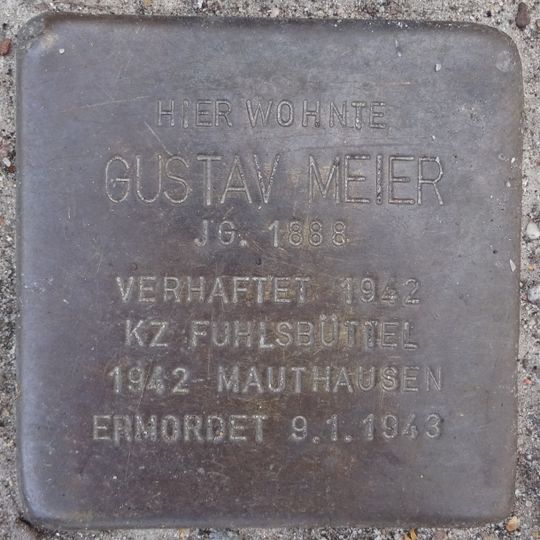 HIER WOHNTE
GUSTAV MEIER
JG. 1888
VERHAFTET 1942
KZ FUHLSBÜTTEL
1942 MAUTHAUSEN
ERMORDET 9.1.1943